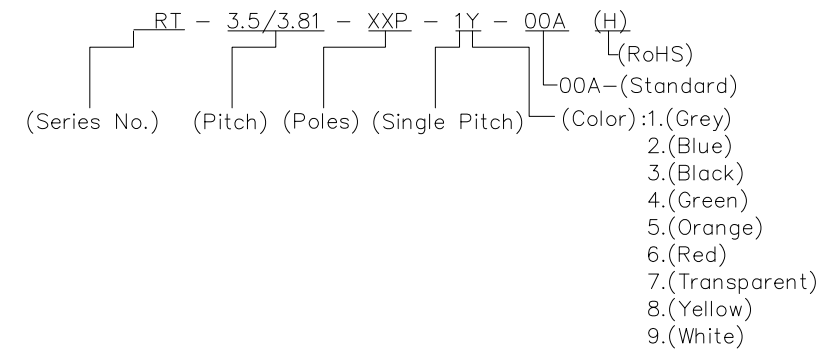 RT - 3.5/3.81 - XXP - 1Y - 00A (H)
(RoHS)
00A-(Standard)
(Series No.) (Pitch) (Poles) (Single Pitch) (Color):1.(Grey)
2.(Blue)
3.(Black)
4.(Green)
5.(Orange)
6.(Red)
7.(Transparent)
8.(Yellow)
9.(White)